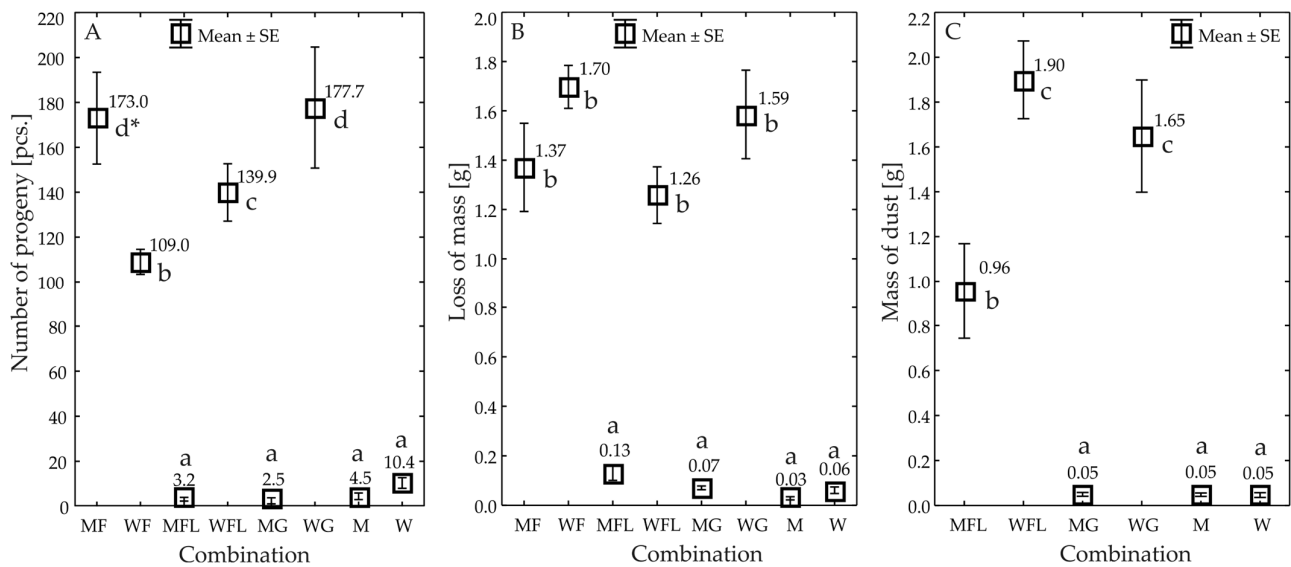 A
Mean ± SE
Number of progeny [pcs.]
220
200
180
160
140
120
100
80
60
40
20
0
173.0
d*
109.0
b
a
3.2
139.9
c
a
2.5
177.7
d
a
4.5
a
10.4
MF WF MFL WFL MG WG M W
Combination
B
Mean ± SE
Loss of mass [g]
2.0
1.8
1.6
1.4
1.2
1.0
0.8
0.6
0.4
0.2
0.0
1.37
b
1.70
b
a
0.13
1.26
b
a
0.07
1.59
b
a
0.03
a
0.06
MF WF MFL WFL MG WG M W
Combination
C
Mean ± SE
Mass of dust [g]
2.2
2.0
1.8
1.6
1.4
1.2
1.0
0.8
0.6
0.4
0.2
0.0
0.96
b
1.90
c
a
0.05
1.65
c
a
0.05
a
0.05
MFL WFL MG WG M W
Combination